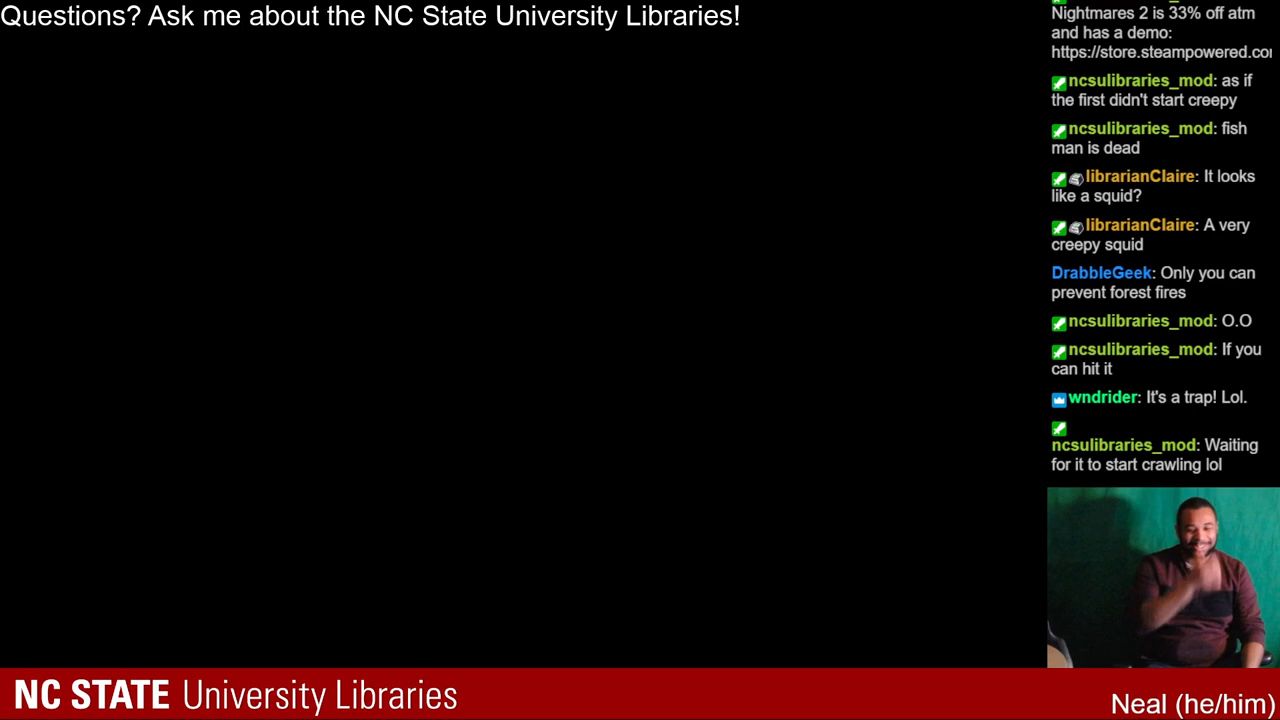 Questions? Ask me about the NC State University Libraries!
Nightmares 2 is 33% off atm
and has a demo:
https://store.steampowered.co
ncsulibraries_mod: as if
the first didn't start creepy
ncsulibraries_mod: fish
man is dead
librarianClaire: It looks
like a squid?
librarianClaire: A very
creepy squid
DrabbleGeek: Only you can
prevent forest fires
ncsulibraries_mod: O.O
ncsulibraries_mod: If you
can hit it
wndrider: It's a trap! Lol.
ncsulibraries_mod: Waiting
for it to start crawling lol
NC STATE University Libraries
Neal (he/him)